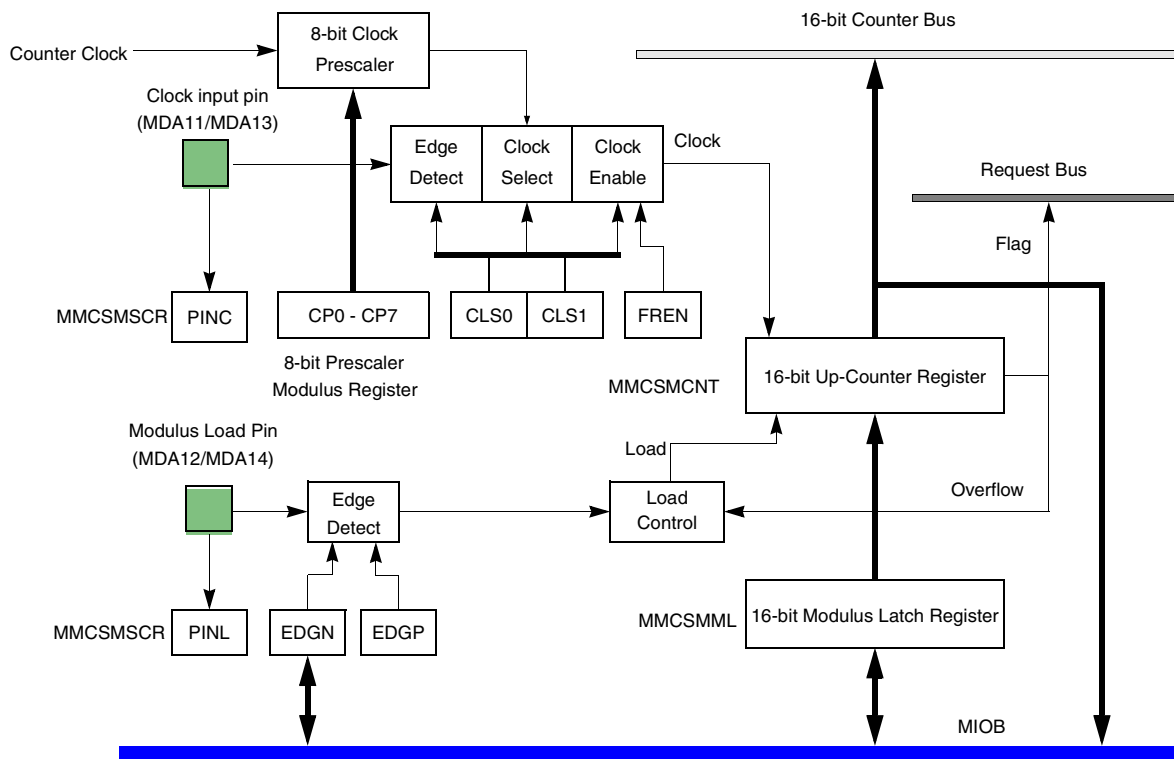 16-bit Counter Bus
Counter Clock
8-bit Clock
Prescaler
Clock input pin
(MDA11/MDA13)
Edge
Detect
Clock
Select
Clock
Enable
Clock
Request Bus
Flag
MMCSMSCR
PINC
CP0 - CP7
CLS0
CLS1
FREN
8-bit Prescaler
Modulus Register
MMCSMCNT
16-bit Up-Counter Register
Modulus Load Pin
(MDA12/MDA14)
Load
Edge
Detect
Load
Control
Overflow
MMCSMSCR
PINL
EDGN
EDGP
MMCSMML
16-bit Modulus Latch Register
MIOB